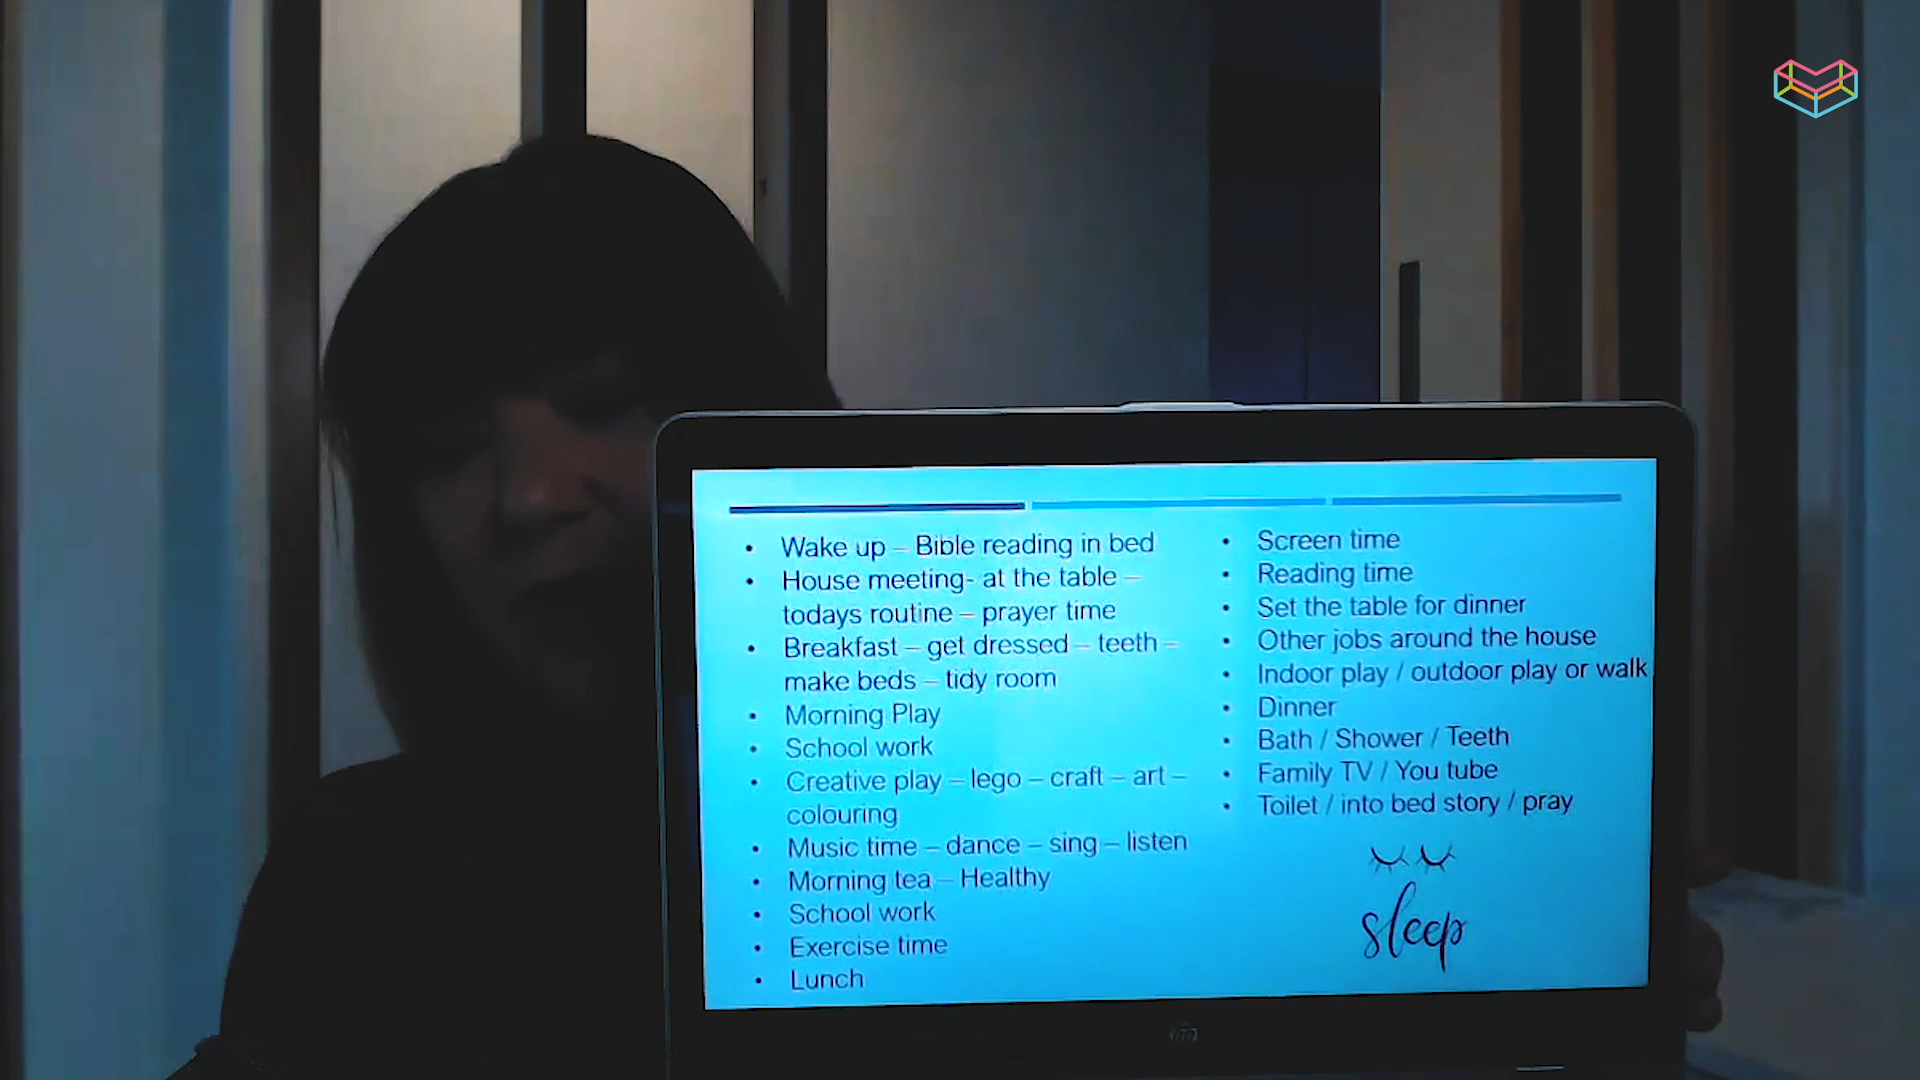 • Wake up – Bible reading in bed
• House meeting- at the table –
todays routine – prayer time
• Breakfast – get dressed – teeth –
make beds – tidy room
• Morning Play
• School work
• Creative play – lego – craft – art –
colouring
• Music time – dance – sing – listen
• Morning tea – Healthy
• School work
• Exercise time
• Lunch
• Screen time
• Reading time
• Set the table for dinner
• Other jobs around the house
• Indoor play / outdoor play or walk
• Dinner
• Bath / Shower / Teeth
• Family TV / You tube
• Toilet / into bed story / pray
sleep
hp